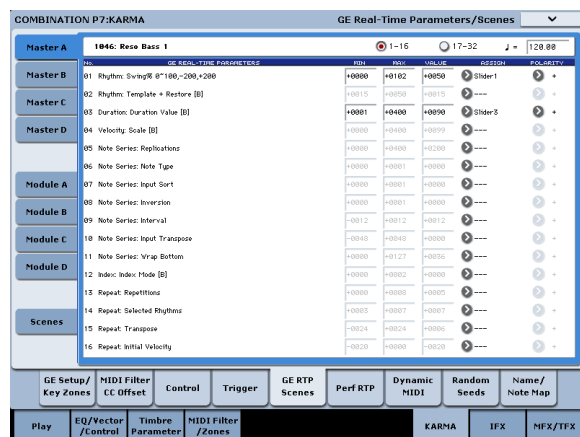 COMBINATION P7:KARMA GE Real-Time Parameters/Scenes
Master A 1046: Reso Bass 1 1-16 17-32 ♩ = 120.00
No. GE REAL-TIME PARAMETERS MIN MAX VALUE ASSIGN POLARITY
Master B 01 Rhythm: Swing% 0~100,-200,+200 +0000 +0102 +0050 Slider1 +
02 Rhythm: Template + Restore [B] +0015 +0050 +0015 --- +
Master C 03 Duration: Duration Value [B] +0001 +0400 +0090 Slider3 +
Master D 04 Velocity: Scale [B] +0000 +0400 +0099 --- +
05 Note Series: Replications +0000 +0400 +0200 --- +
06 Note Series: Note Type +0000 +0001 +0000 --- +
Module A 07 Note Series: Input Sort +0000 +0001 +0000 --- +
Module B 08 Note Series: Inversion +0000 +0001 +0000 --- +
09 Note Series: Interval -0012 +0012 +0012 --- +
Module C 10 Note Series: Input Transpose -0048 +0048 +0000 --- +
Module D 11 Note Series: Wrap Bottom +0000 +0127 +0036 --- +
12 Index: Index Mode [B] +0000 +0002 +0000 --- +
13 Repeat: Repetitions +0000 +0008 +0005 --- +
Scenes 14 Repeat: Selected Rhythms +0003 +0007 +0007 --- +
15 Repeat: Transpose -0024 +0024 +0006 --- +
16 Repeat: Initial Velocity -0020 +0000 -0020 --- +
GE Setup/ Key Zones MIDI Filter CC Offset Control Trigger GE RTP Scenes Perf RTP Dynamic MIDI Random Seeds Name/ Note Map
Play EQ/Vector /Control Timbre Parameter MIDI Filter /Zones KARMA IFX MFX/TFX